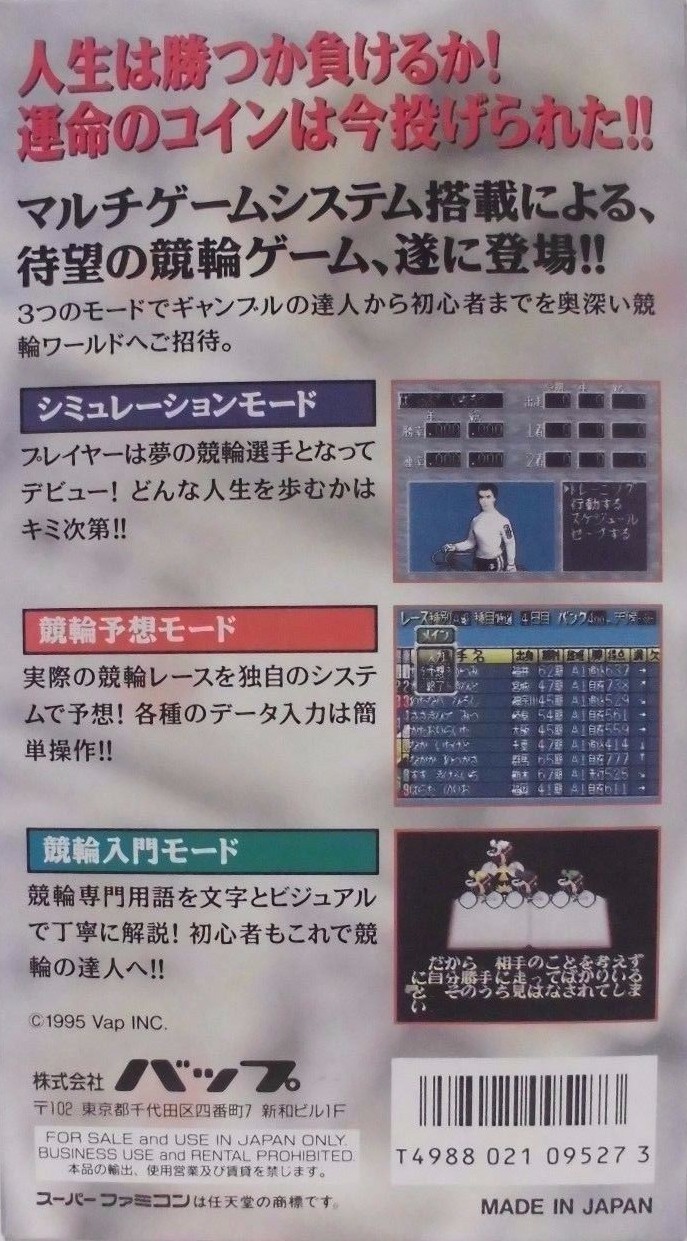 人生は勝つか負けるか!
運命のコインは今投げられた!!
マルチゲームシステム搭載による、
待望の競輪ゲーム、遂に登場!!
3つのモードでギャンブルの達人から初心者までを奥深い競
輪ワールドへご招待。
シミュレーションモード
プレイヤーは夢の競輪選手となって
デビュー! どんな人生を歩むかは
キミ次第!!
トレーニング
行動する
スケジュール
セーブする
競輪予想モード
実際の競輪レースを独自のシステ
ムで予想! 各種のデータ入力は簡
単操作!!
レース種別
種目
4日目
バンク
メイン
手名
競輪入門モード
競輪専門用語を文字とビジュアル
で丁寧に解説! 初心者もこれで競
輪の達人へ!!
だから 相手のことを考えず
に自分勝手に走ってばかりいる
と そのうち見はなされてしま
い
©1995 Vap INC.
株式会社 バップ
〒102 東京都千代田区四番町7 新和ビル1F
FOR SALE and USE IN JAPAN ONLY.
BUSINESS USE and RENTAL PROHIBITED.
本品の輸出、使用営業及び賃貸を禁じます。
スーパーファミコンは任天堂の商標です。
T4988 021 09527 3
MADE IN JAPAN